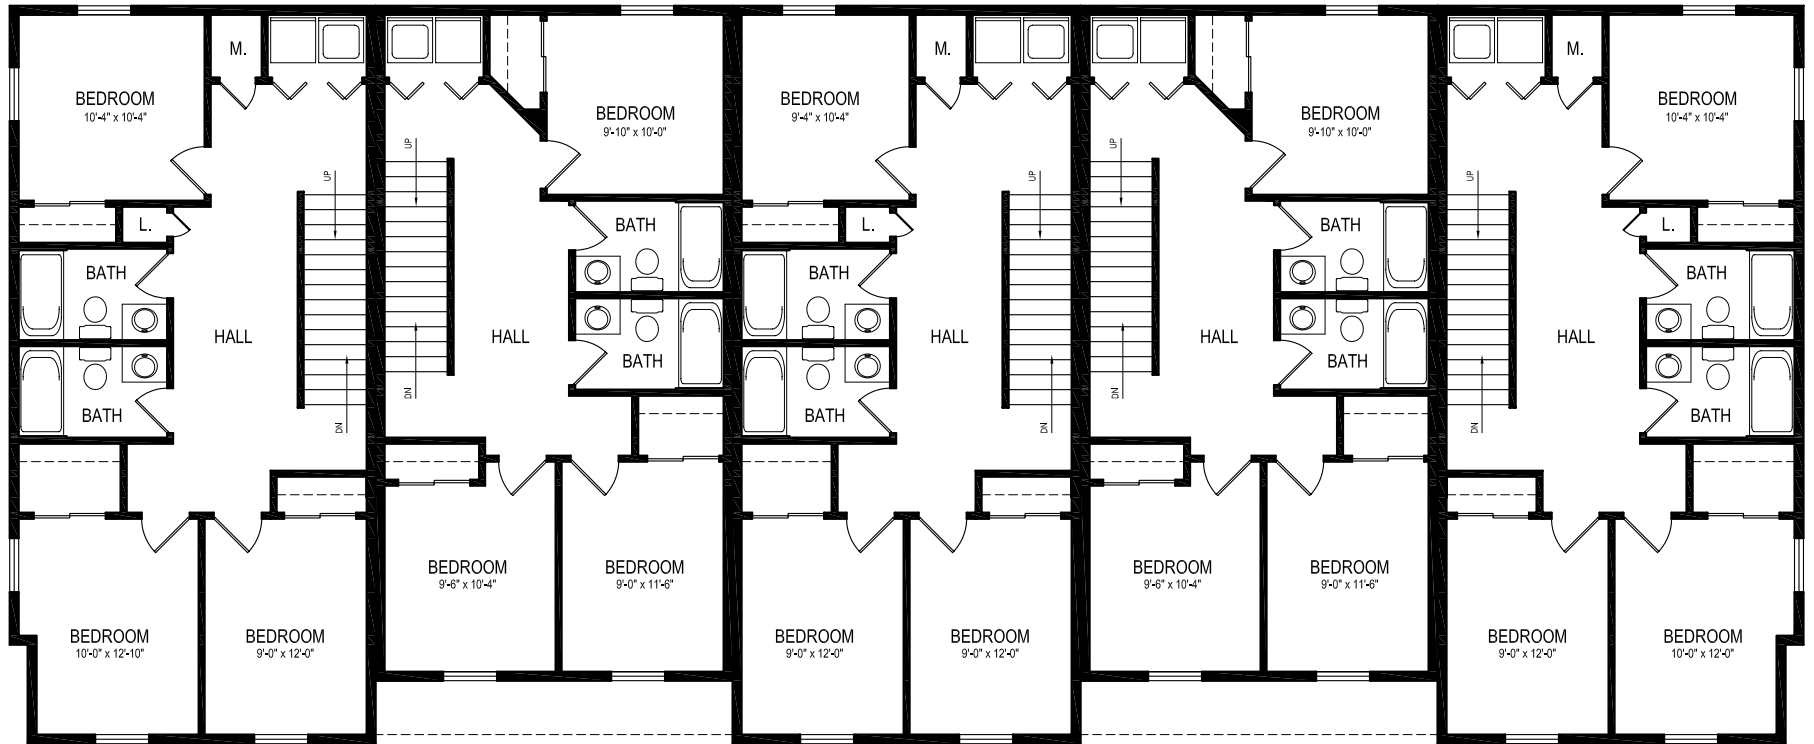 M.
BEDROOM
10'-4" x 10'-4"
UP
L.
BATH
HALL
BATH
DN
BEDROOM
10'-0" x 12'-10"
BEDROOM
9'-0" x 12'-0"
BEDROOM
9'-10" x 10'-0"
UP
BATH
HALL
BATH
DN
BEDROOM
9'-6" x 10'-4"
BEDROOM
9'-0" x 11'-6"
M.
BEDROOM
9'-4" x 10'-4"
UP
L.
BATH
HALL
BATH
DN
BEDROOM
9'-0" x 12'-0"
BEDROOM
9'-0" x 12'-0"
BEDROOM
9'-10" x 10'-0"
UP
BATH
HALL
BATH
DN
BEDROOM
9'-6" x 10'-4"
BEDROOM
9'-0" x 11'-6"
M.
BEDROOM
10'-4" x 10'-4"
UP
L.
BATH
HALL
BATH
DN
BEDROOM
9'-0" x 12'-0"
BEDROOM
10'-0" x 12'-0"